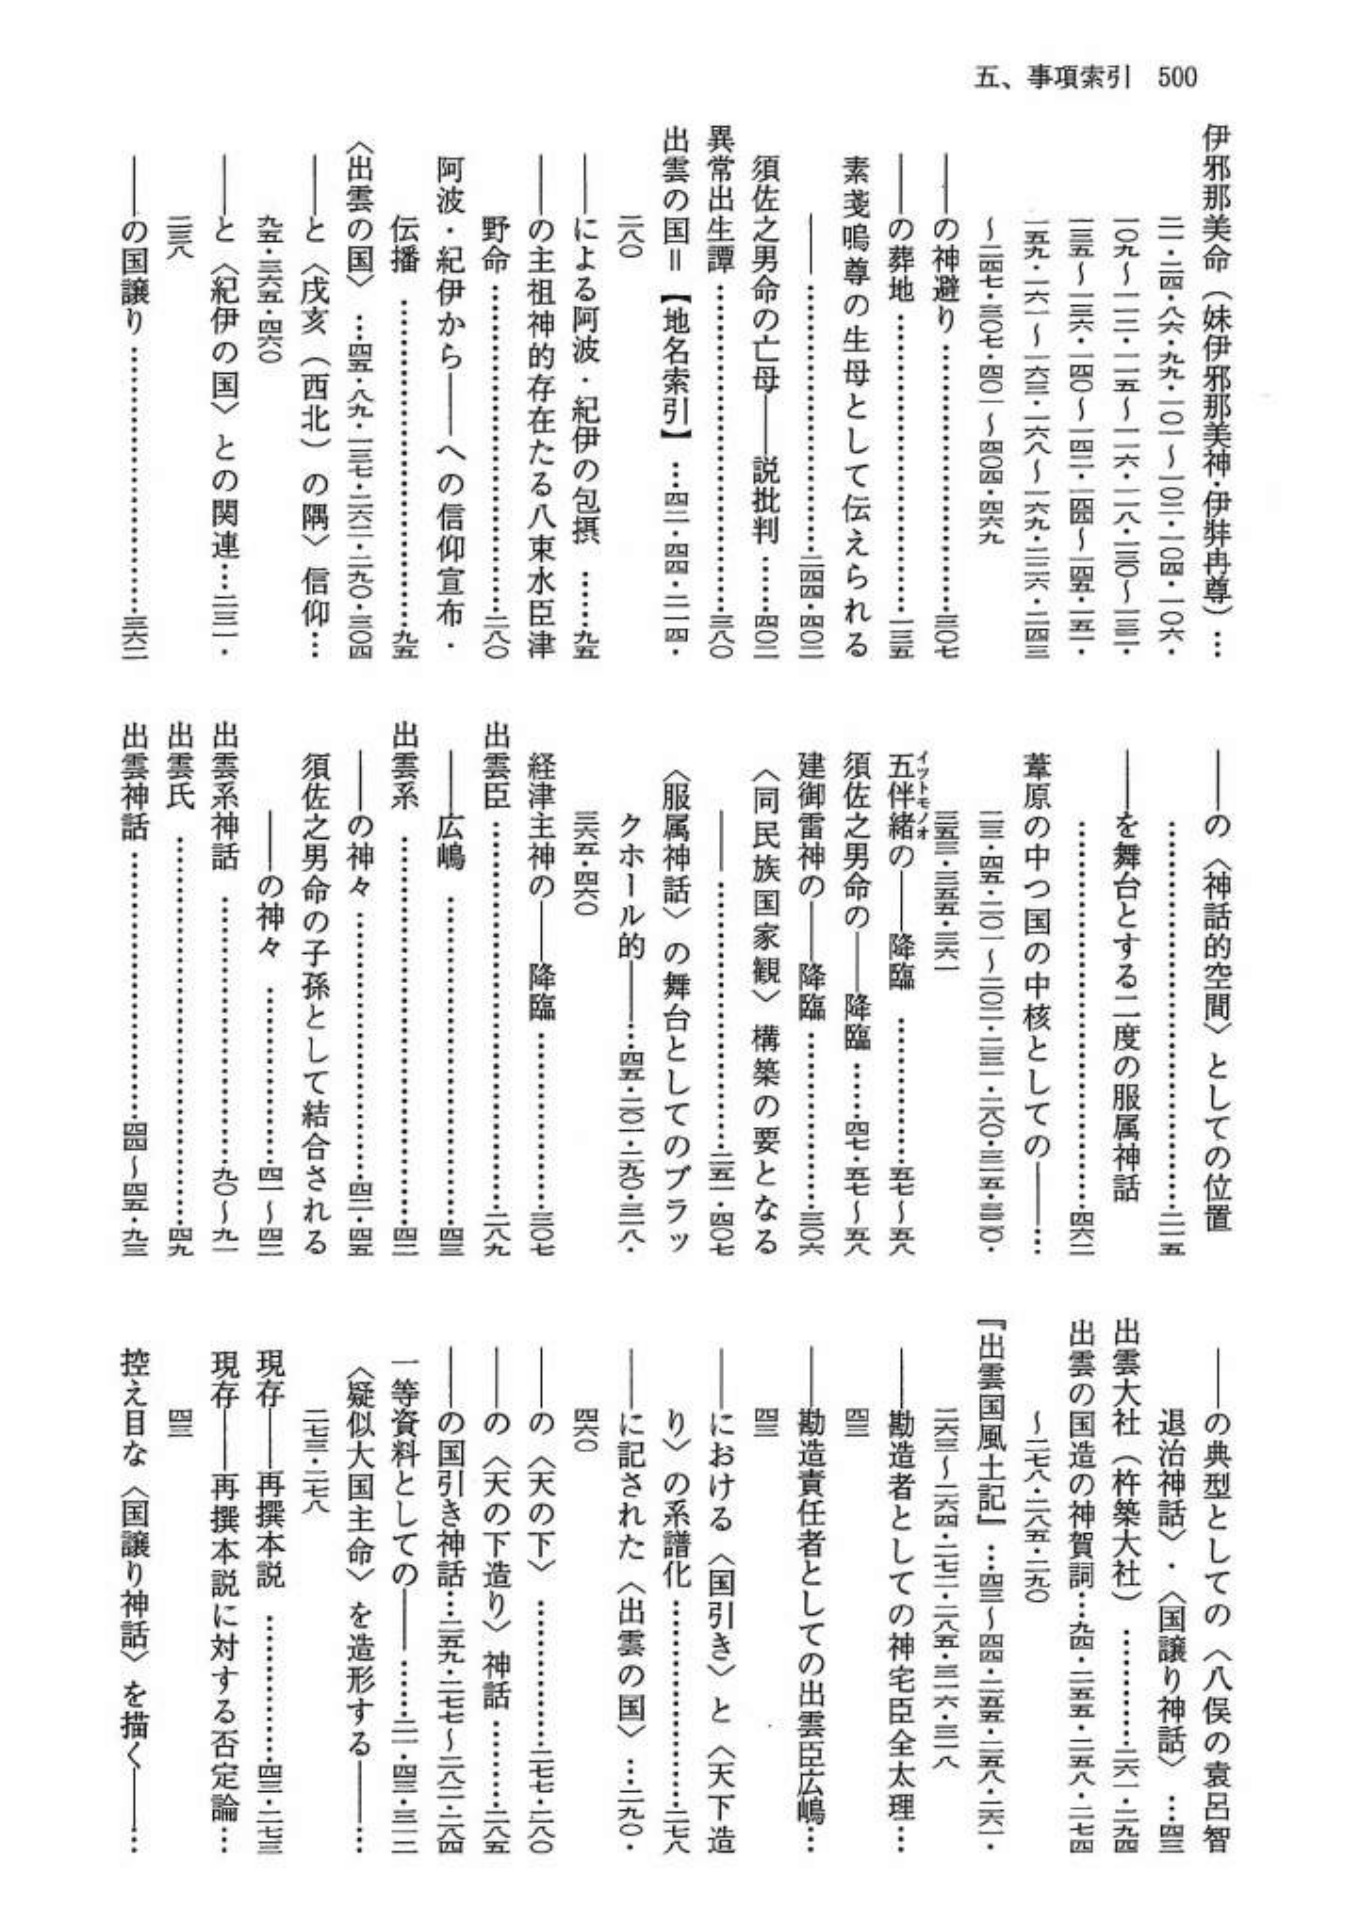 五、事項索引 500
伊邪那美命(妹伊邪那美神・伊弉冉尊)…
二一・二四・八六・九九・一〇一〜一〇二・一〇四・一〇六・
一〇九〜一一二・一一五〜一一六・一一八・一三〇〜一三二・
一三五〜一三六・一四〇〜一四二・一四四〜一四五・一五一・
一五九・一六一〜一六三・一六八〜一六九・二二六・二四三
〜二四七・三〇七・四〇一〜四〇四・四六九
――の神避り…………三〇七
――の葬地…………一三五
素戔嗚尊の生母として伝えられる
――…………二四四・四〇二
須佐之男命の亡母――説批判……四〇二
異常出生譚…………三八〇
出雲の国＝【地名索引】…四二・四四・二一四・
二八〇
――による阿波・紀伊の包摂……九五
――の主祖神的存在たる八束水臣津
野命…………二八〇
阿波・紀伊から――への信仰宣布・
伝播…………九五
〈出雲の国〉…四五・八九・一三七・二六二・二九〇・三〇四
――と〈戌亥(西北)の隅〉信仰…
九五・三六五・四六〇
――と〈紀伊の国〉との関連…二三一・
二三八
――の国譲り…………三六二
――の〈神話的空間〉としての位置
…………二一五
――を舞台とする二度の服属神話
…………四六二
葦原の中つ国の中核としての――…
二三・四五・二〇一〜二〇二・二三一・二八〇・三一五・三二〇・
三五三・三五五・三六一
五伴緒の――降臨…………五七〜五八
イツトモノオ
須佐之男命の――降臨……四七・五七〜五八
建御雷神の――降臨…………三〇六
〈同民族国家観〉構築の要となる
――…………二五一・四〇七
〈服属神話〉の舞台としてのブラッ
クホール的――…四五・二〇一・二九〇・三一八・
三六五・四六〇
経津主神の――降臨…………三〇七
出雲臣…………二八九
――広嶋…………四三
出雲系…………四二
――の神々…………四二・四五
須佐之男命の子孫として結合される
――の神々…………四一〜四二
出雲系神話…………九〇〜九一
出雲氏…………四九
出雲神話…………四四〜四五・九三
――の典型としての〈八俣の袁呂智
退治神話〉・〈国譲り神話〉…四三
出雲大社(杵築大社)…………二六一・二九四
出雲の国造の神賀詞…九四・二五五・二五八・二七四
〜二七八・二八五・二九〇
『出雲国風土記』…四三〜四四・二五五・二五八・二六一・
二六三〜二六四・二七二・二八五・三一六・三一八
――勘造者としての神宅臣全太理…
四三
――勘造責任者としての出雲臣広嶋…
四三
――における〈国引き〉と〈天下造
り〉の系譜化…………二七八
――に記された〈出雲の国〉…二九〇・
四六〇
――の〈天の下〉…………二七七・二八〇
――の〈天の下造り〉神話………二八五
――の国引き神話…二五九・二七七〜二八二・二八四
一等資料としての――……二一・四三・三一二
〈疑似大国主命〉を造形する――…
二七三・二七八
現存――再撰本説…………四三・二七三
現存――再撰本説に対する否定論…
四三
控え目な〈国譲り神話〉を描く――…